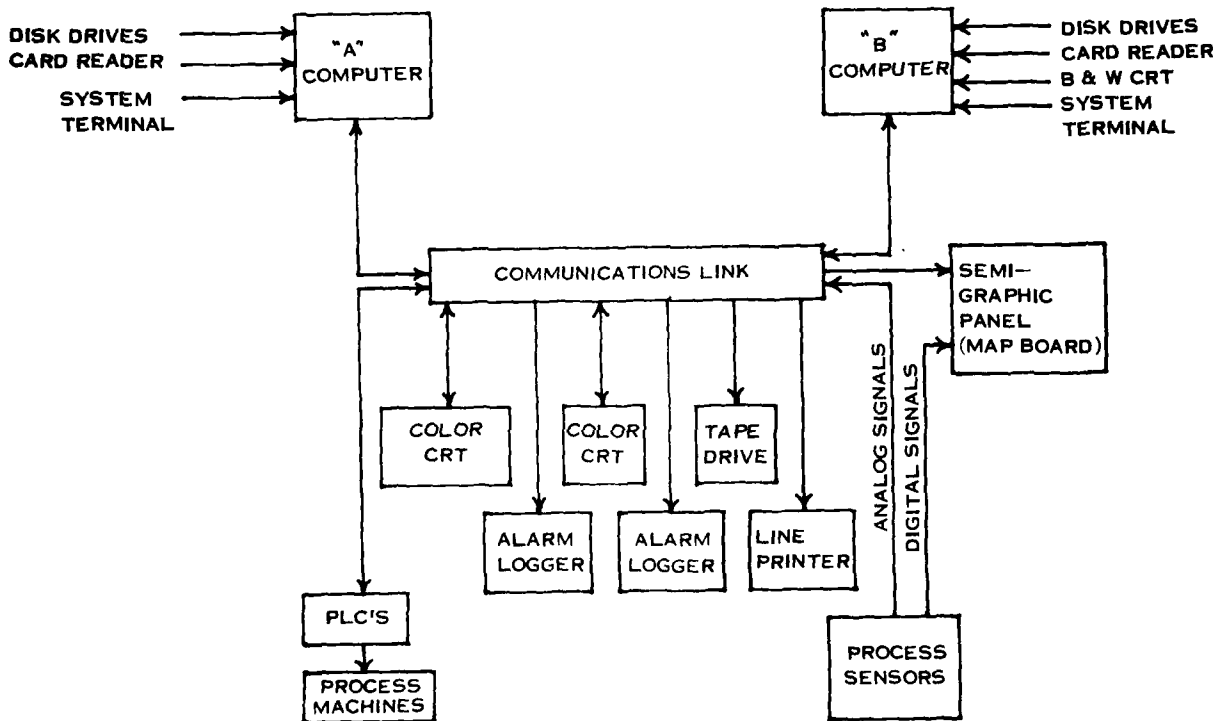 DISK DRIVES
CARD READER
SYSTEM
TERMINAL
"A"
COMPUTER
"B"
COMPUTER
DISK DRIVES
CARD READER
B & W CRT
SYSTEM
TERMINAL
COMMUNICATIONS LINK
SEMI-
GRAPHIC
PANEL
(MAP BOARD)
COLOR
CRT
COLOR
CRT
TAPE
DRIVE
ANALOG SIGNALS
DIGITAL SIGNALS
ALARM
LOGGER
ALARM
LOGGER
LINE
PRINTER
PLC'S
PROCESS
MACHINES
PROCESS
SENSORS